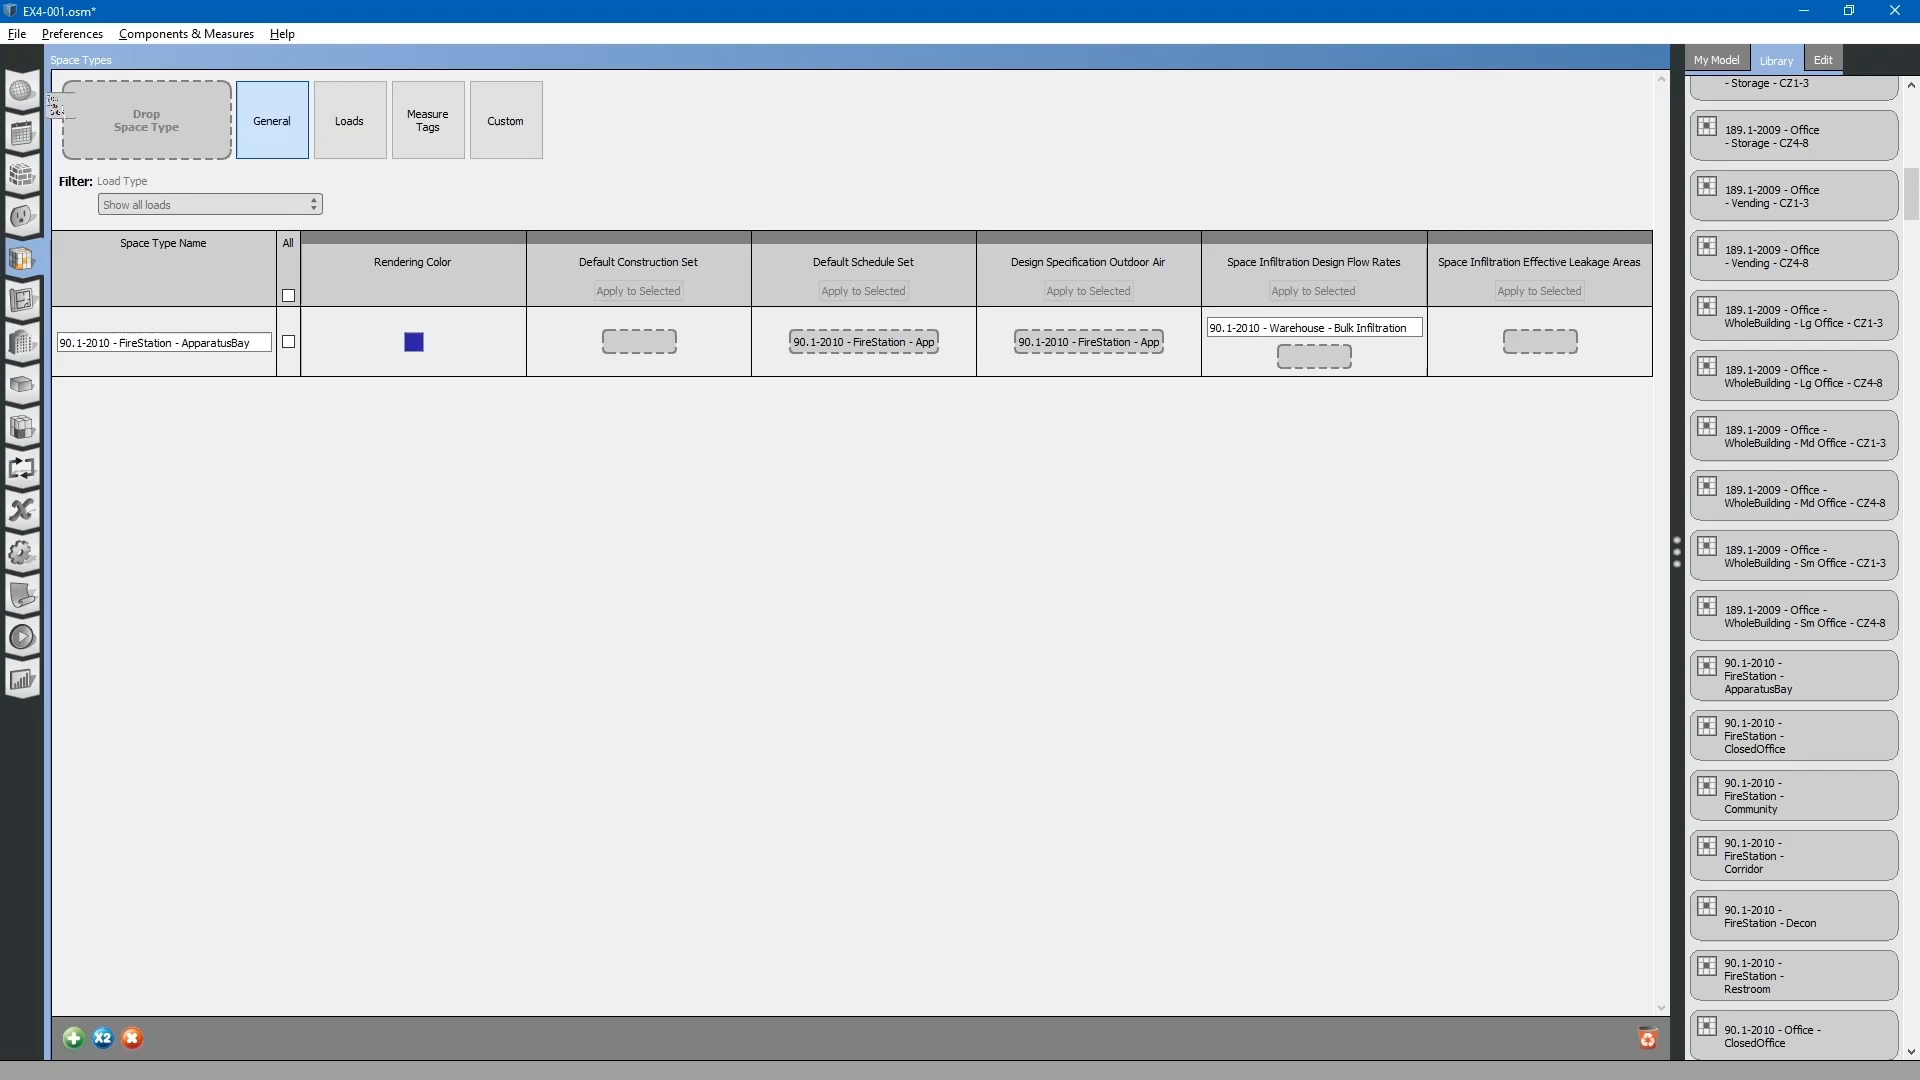 EX4-001.osm*
File Preferences Components & Measures Help
Space Types
My Model Library Edit
Drop
Space Type
General
Loads
Measure
Tags
Custom
Filter: Load Type
Show all loads
Space Type Name
All
Rendering Color
Default Construction Set
Apply to Selected
Default Schedule Set
Apply to Selected
Design Specification Outdoor Air
Apply to Selected
Space Infiltration Design Flow Rates
Apply to Selected
Space Infiltration Effective Leakage Areas
Apply to Selected
90.1-2010 - FireStation - ApparatusBay
90.1-2010 - FireStation - App
90.1-2010 - FireStation - App
90.1-2010 - Warehouse - Bulk Infiltration
X2
- Storage - CZ1-3
189.1-2009 - Office
- Storage - CZ4-8
189.1-2009 - Office
- Vending - CZ1-3
189.1-2009 - Office
- Vending - CZ4-8
189.1-2009 - Office -
WholeBuilding - Lg Office - CZ1-3
189.1-2009 - Office -
WholeBuilding - Lg Office - CZ4-8
189.1-2009 - Office -
WholeBuilding - Md Office - CZ1-3
189.1-2009 - Office -
WholeBuilding - Md Office - CZ4-8
189.1-2009 - Office -
WholeBuilding - Sm Office - CZ1-3
189.1-2009 - Office -
WholeBuilding - Sm Office - CZ4-8
90.1-2010 -
FireStation -
ApparatusBay
90.1-2010 -
FireStation -
ClosedOffice
90.1-2010 -
FireStation -
Community
90.1-2010 -
FireStation -
Corridor
90.1-2010 -
FireStation - Decon
90.1-2010 -
FireStation -
Restroom
90.1-2010 - Office -
ClosedOffice